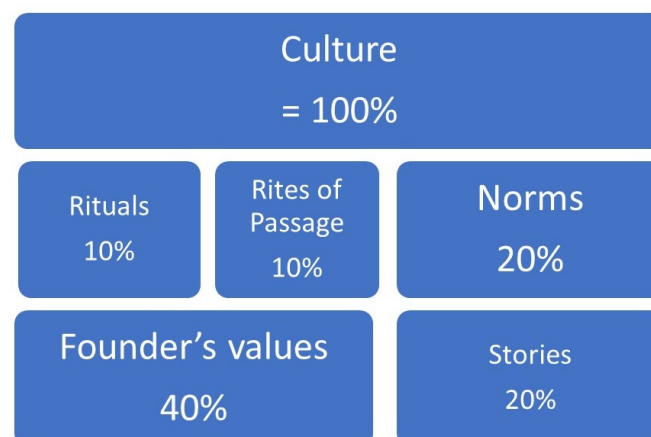 Culture
= 100%
Rituals
10%
Rites of
Passage
10%
Norms
20%
Founder’s values
40%
Stories
20%